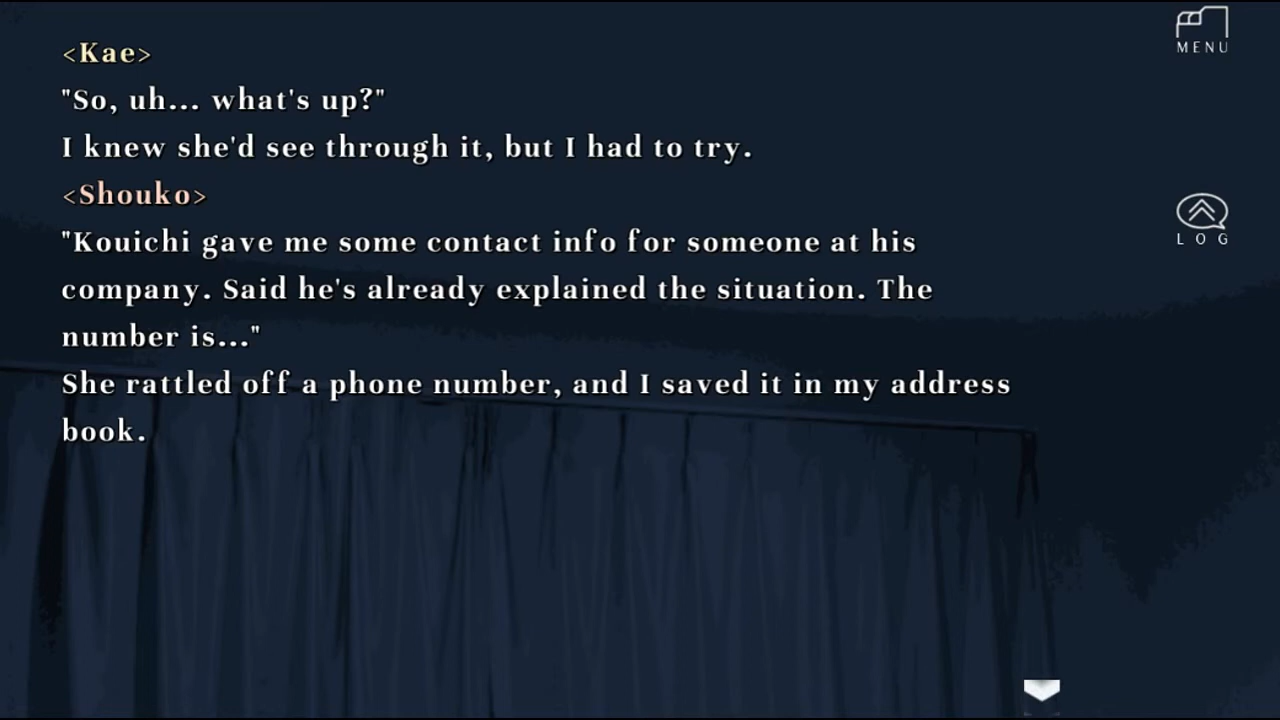 <Kae>
"So, uh... what's up?"
I knew she'd see through it, but I had to try.
<Shouko>
"Kouichi gave me some contact info for someone at his
company. Said he's already explained the situation. The
number is..."
She rattled off a phone number, and I saved it in my address
book.
MENU
LOG